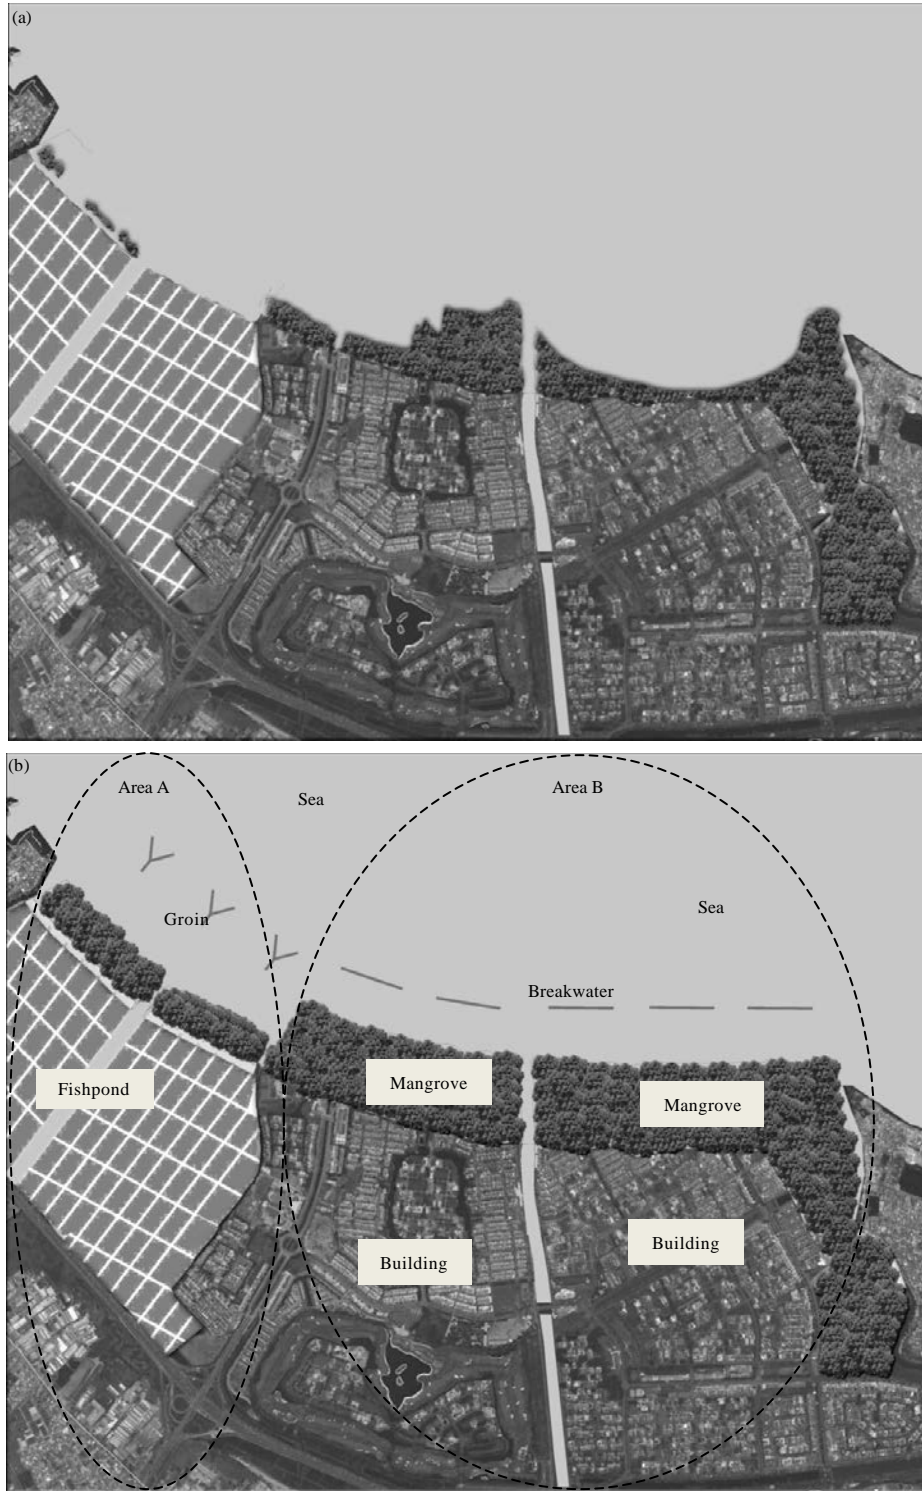 (a)
(b)
Area A
Sea
Area B
Groin
Sea
Breakwater
Fishpond
Mangrove
Mangrove
Building
Building